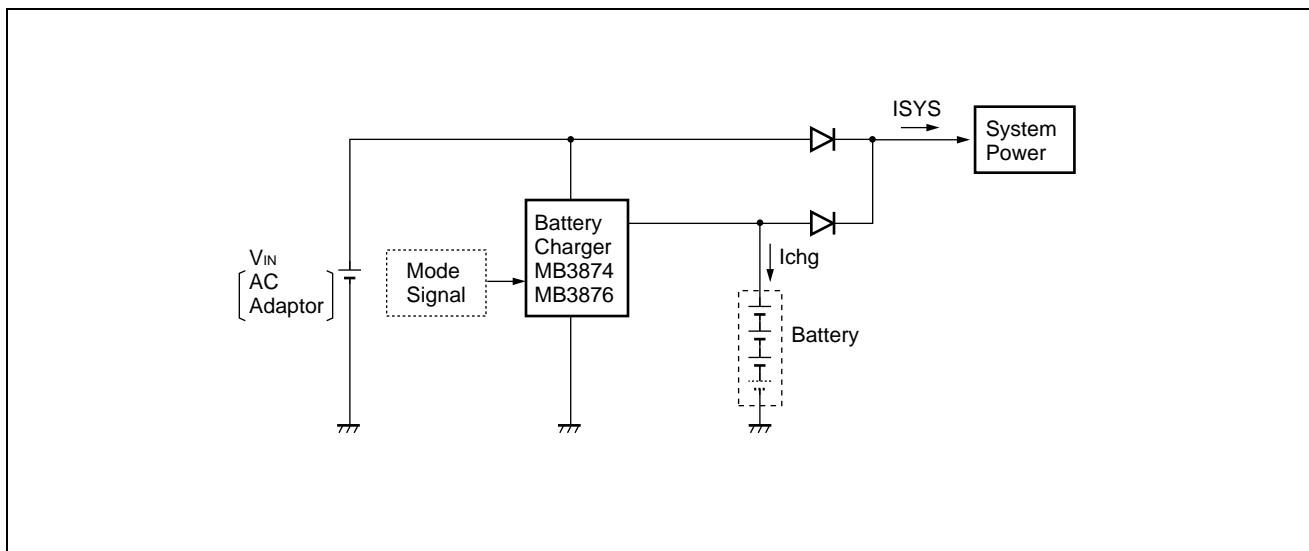 ISYS
System
Power
Battery
Charger
MB3874
MB3876
Ichg
VIN
AC
Adaptor
Mode
Signal
Battery